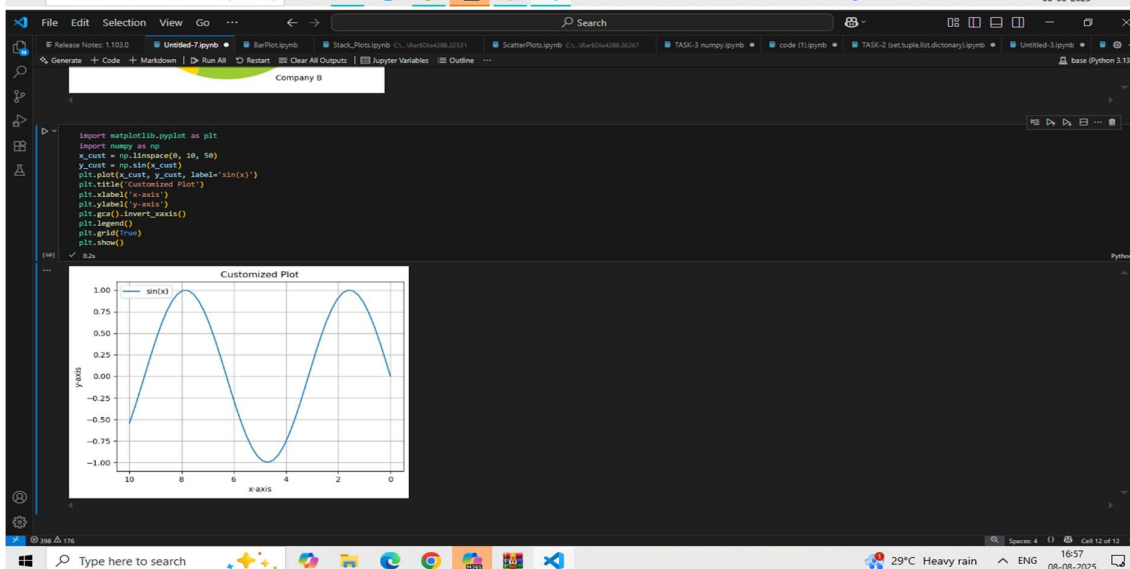 File Edit Selection View Go ··· Search
Release Notes: 1.103.0 Untitled-7.ipynb BarPlot.ipynb Stack_Plots.ipynb ScatterPlots.ipynb TASK-3 numpy.ipynb code (1).ipynb TASK-2 (set,tuple,list,dictonary).ipynb Untitled-3.ipynb
Generate + Code + Markdown Run All Restart Clear All Outputs Jupyter Variables Outline ··· base (Python 3.13
Company B
import matplotlib.pyplot as plt
import numpy as np
x_cust = np.linspace(0, 10, 50)
y_cust = np.sin(x_cust)
plt.plot(x_cust, y_cust, label='sin(x)')
plt.title('Customized Plot')
plt.xlabel('x-axis')
plt.ylabel('y-axis')
plt.gca().invert_xaxis()
plt.legend()
plt.grid(True)
plt.show()
[60] 0.2s
Customized Plot
sin(x)
1.00
0.75
0.50
0.25
0.00
−0.25
−0.50
−0.75
−1.00
y-axis
10 8 6 4 2 0
x-axis
398 176 Spaces: 4 Cell 12 of 12
Type here to search 29°C Heavy rain ENG 16:57
08-08-2025